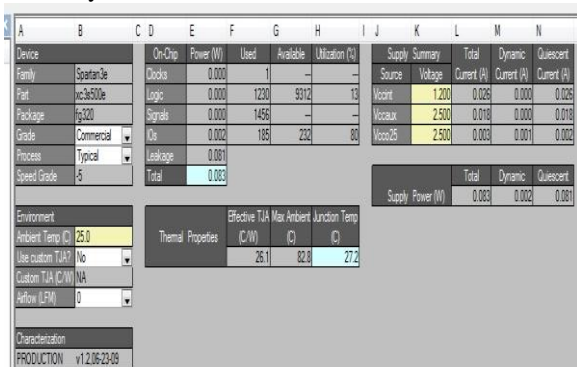 A B C D E F G H I J K L M N
Device On-Chip Power (W) Used Available Utilization (%) Supply Summary Total Dynamic Quiescent
Family Spartan3e Clocks 0.000 1 --- --- Source Voltage Current (A) Current (A) Current (A)
Part xc3s500e Logic 0.000 1230 9312 13 Vccint 1.200 0.026 0.000 0.026
Package fg320 Signals 0.000 1456 --- --- Vccaux 2.500 0.018 0.000 0.018
Grade Commercial IOs 0.002 185 232 80 Vcco25 2.500 0.003 0.001 0.002
Process Typical Leakage 0.081
Speed Grade -5 Total 0.083 Total Dynamic Quiescent
Supply Power (W) 0.083 0.002 0.081
Environment Effective TJA Max Ambient Junction Temp
Ambient Temp (C) 25.0 Thermal Properties (C/W) (C) (C)
Use custom TJA? No 26.1 82.8 27.2
Custom TJA (C/W) NA
Airflow (LFM) 0
Characterization
PRODUCTION v1.2,06-23-09